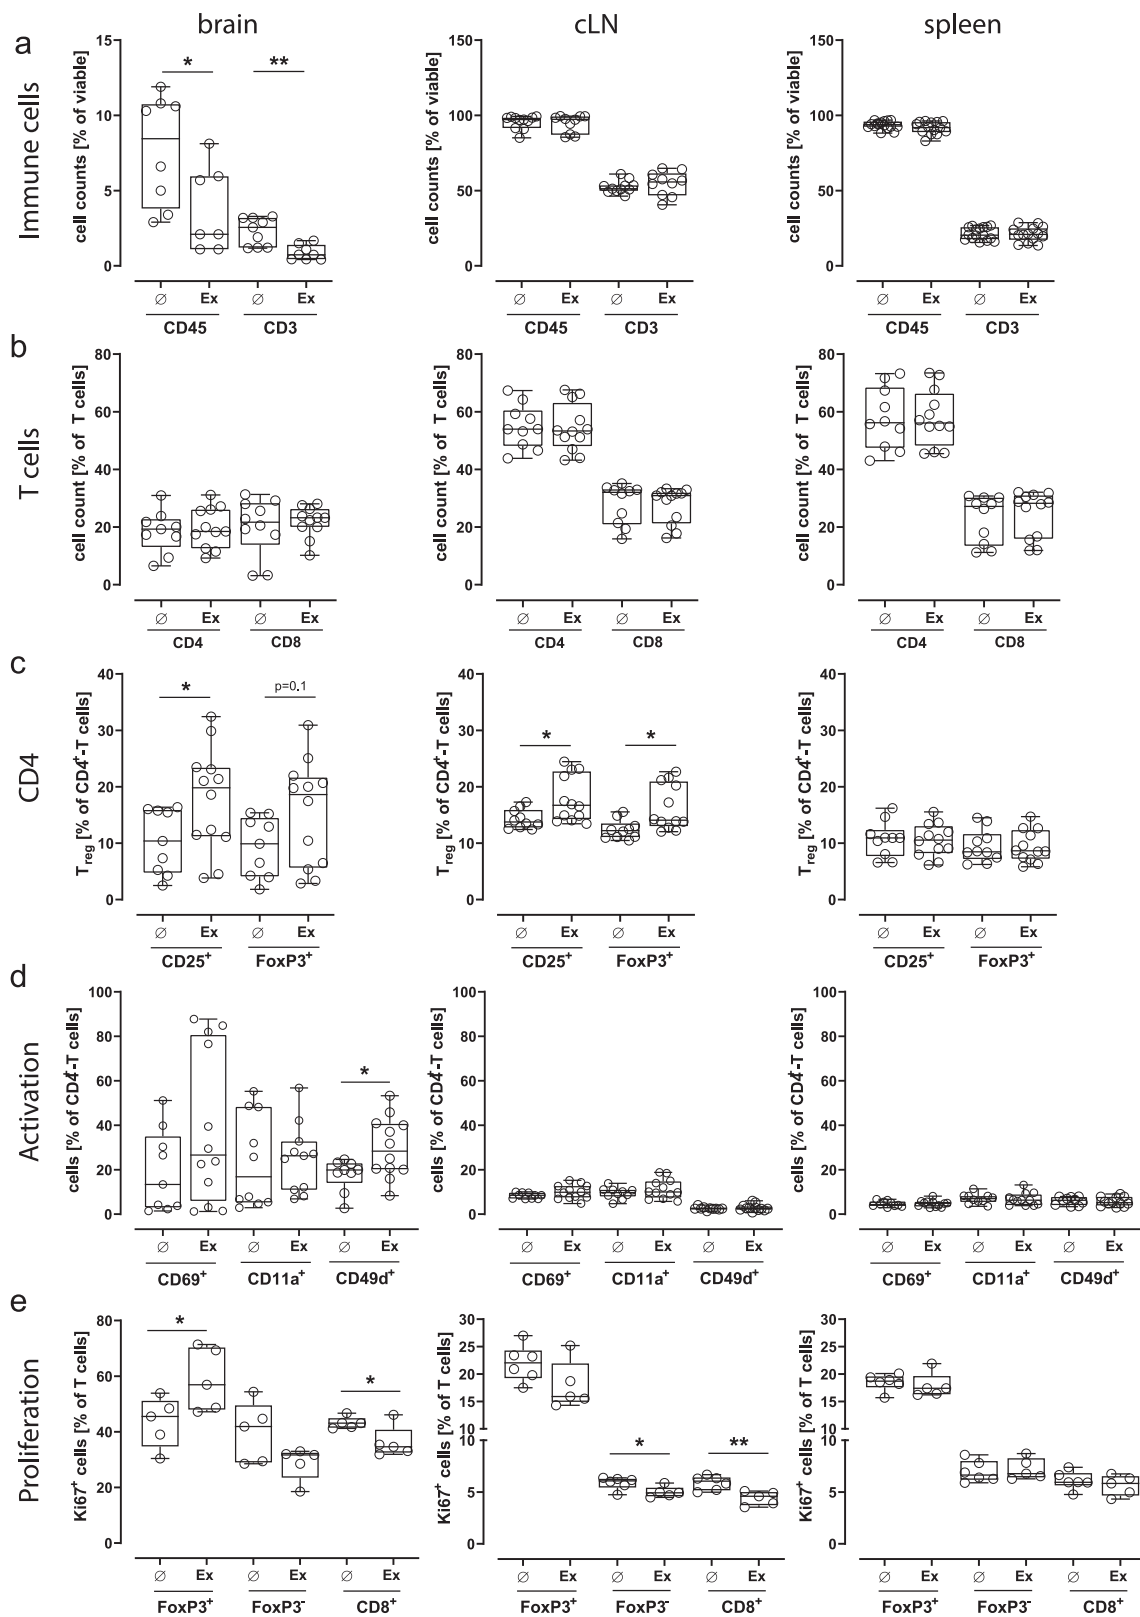 brain cLN spleen
a
Immune cells
cell counts [% of viable]
15
10
5
0
* **
∅ Ex ∅ Ex
CD45 CD3
cell counts [% of viable]
150
100
50
0
∅ Ex ∅ Ex
CD45 CD3
cell counts [% of viable]
150
100
50
0
∅ Ex ∅ Ex
CD45 CD3
b
T cells
cell count [% of T cells]
80
60
40
20
0
∅ Ex ∅ Ex
CD4 CD8
cell count [% of T cells]
80
60
40
20
0
∅ Ex ∅ Ex
CD4 CD8
cell count [% of T cells]
80
60
40
20
0
∅ Ex ∅ Ex
CD4 CD8
c
CD4
Treg [% of CD4+-T cells]
40
30
20
10
0
* p=0.1
∅ Ex ∅ Ex
CD25+ FoxP3+
Treg [% of CD4+-T cells]
40
30
20
10
0
* *
∅ Ex ∅ Ex
CD25+ FoxP3+
Treg [% of CD4+-T cells]
40
30
20
10
0
∅ Ex ∅ Ex
CD25+ FoxP3+
d
Activation
cells [% of CD4+-T cells]
100
80
60
40
20
0
*
∅ Ex ∅ Ex ∅ Ex
CD69+ CD11a+ CD49d+
cells [% of CD4+-T cells]
100
80
60
40
20
0
∅ Ex ∅ Ex ∅ Ex
CD69+ CD11a+ CD49d+
cells [% of CD4+-T cells]
100
80
60
40
20
0
∅ Ex ∅ Ex ∅ Ex
CD69+ CD11a+ CD49d+
e
Proliferation
Ki67+ cells [% of T cells]
80
60
40
20
0
* *
∅ Ex ∅ Ex ∅ Ex
FoxP3+ FoxP3- CD8+
Ki67+ cells [% of T cells]
30
25
20
15
10
10
5
0
* **
∅ Ex ∅ Ex ∅ Ex
FoxP3+ FoxP3- CD8+
Ki67+ cells [% of T cells]
30
25
20
15
10
10
5
0
∅ Ex ∅ Ex ∅ Ex
FoxP3+ FoxP3- CD8+